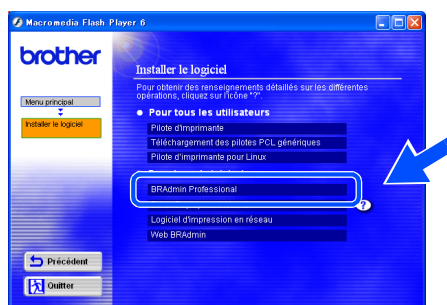 Macromedia Flash Player 6
brother
Installer le logiciel
Pour obtenir des renseignements détaillés sur les différentes
opérations, cliquez sur l'icône "?".
Menu principal
Installer le logiciel
Pour tous les utilisateurs
Pilote d'imprimante
Téléchargement des pilotes PCL génériques
Pilote d'imprimante pour Linux
BRAdmin Professional
?
Logiciel d'impression en réseau
Web BRAdmin
Précédent
Quitter